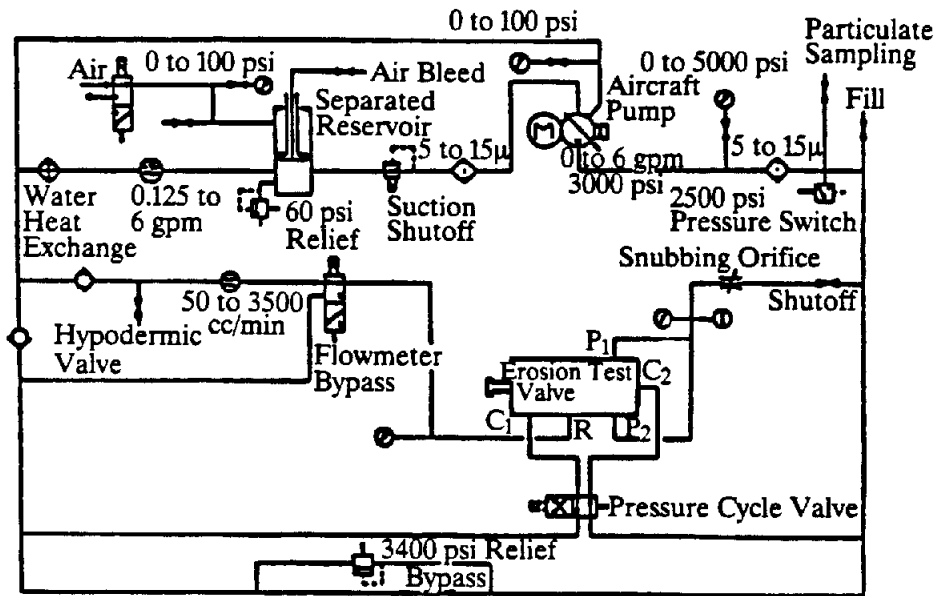 0 to 100 psi
Particulate
Sampling
Air
0 to 100 psi
Air Bleed
Separated
Reservoir
Aircraft
Pump
0 to 5000 psi
Fill
M
5 to 15µ
0 to 6 gpm
3000 psi
5 to 15µ
Water
Heat
Exchange
0.125 to
6 gpm
60 psi
Relief
Suction
Shutoff
2500 psi
Pressure Switch
Snubbing Orifice
Shutoff
50 to 3500
cc/min
Hypodermic
Valve
Flowmeter
Bypass
P1
Erosion Test
Valve
C2
C1
R
P2
Pressure Cycle Valve
3400 psi Relief
Bypass